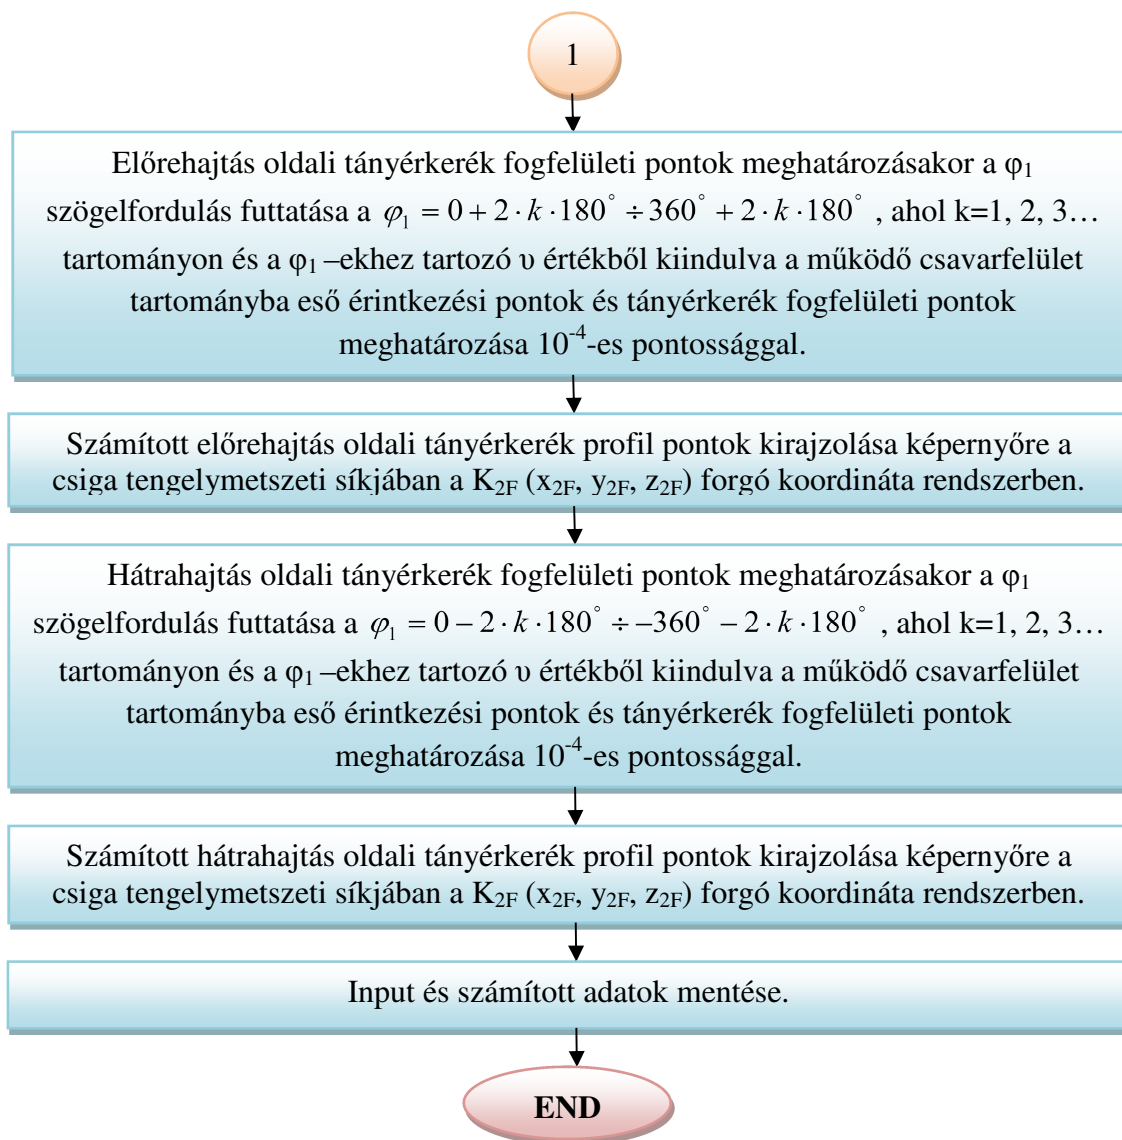 1
Előrehajtás oldali tányérkerék fogfelületi pontok meghatározásakor a φ₁
szögelfordulás futtatása a φ₁ = 0 + 2 · k · 180° ÷ 360° + 2 · k · 180° , ahol k=1, 2, 3…
tartományon és a φ₁ –ekhez tartozó υ értékből kiindulva a működő csavarfelület
tartományba eső érintkezési pontok és tányérkerék fogfelületi pontok
meghatározása 10⁻⁴-es pontossággal.
Számított előrehajtás oldali tányérkerék profil pontok kirajzolása képernyőre a
csiga tengelymetszeti síkjában a K₂F (x₂F, y₂F, z₂F) forgó koordináta rendszerben.
Hátrahajtás oldali tányérkerék fogfelületi pontok meghatározásakor a φ₁
szögelfordulás futtatása a φ₁ = 0 − 2 · k · 180° ÷ −360° − 2 · k · 180° , ahol k=1, 2, 3…
tartományon és a φ₁ –ekhez tartozó υ értékből kiindulva a működő csavarfelület
tartományba eső érintkezési pontok és tányérkerék fogfelületi pontok
meghatározása 10⁻⁴-es pontossággal.
Számított hátrahajtás oldali tányérkerék profil pontok kirajzolása képernyőre a
csiga tengelymetszeti síkjában a K₂F (x₂F, y₂F, z₂F) forgó koordináta rendszerben.
Input és számított adatok mentése.
END